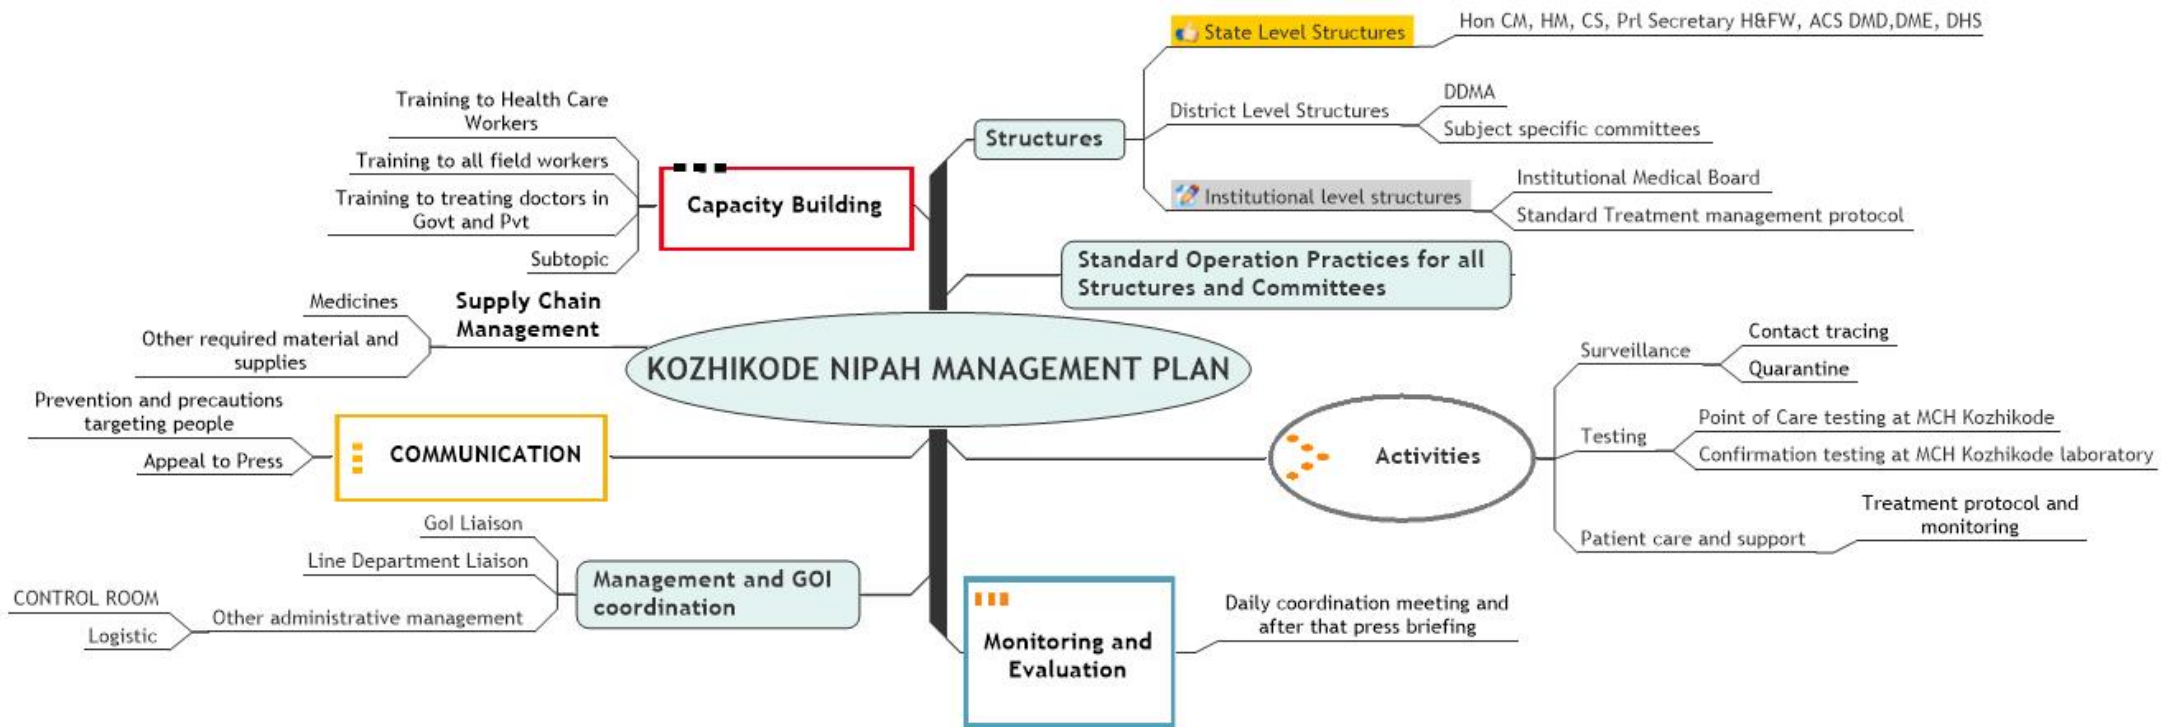 KOZHIKODE NIPAH MANAGEMENT PLAN
Structures
State Level Structures
Hon CM, HM, CS, Prl Secretary H&FW, ACS DMD,DME, DHS
District Level Structures
DDMA
Subject specific committees
Institutional level structures
Institutional Medical Board
Standard Treatment management protocol
Standard Operation Practices for all
Structures and Committees
Activities
Surveillance
Contact tracing
Quarantine
Testing
Point of Care testing at MCH Kozhikode
Confirmation testing at MCH Kozhikode laboratory
Patient care and support
Treatment protocol and
monitoring
Monitoring and
Evaluation
Daily coordination meeting and
after that press briefing
Capacity Building
Training to Health Care
Workers
Training to all field workers
Training to treating doctors in
Govt and Pvt
Subtopic
Supply Chain
Management
Medicines
Other required material and
supplies
COMMUNICATION
Prevention and precautions
targeting people
Appeal to Press
Management and GOI
coordination
GoI Liaison
Line Department Liaison
Other administrative management
CONTROL ROOM
Logistic